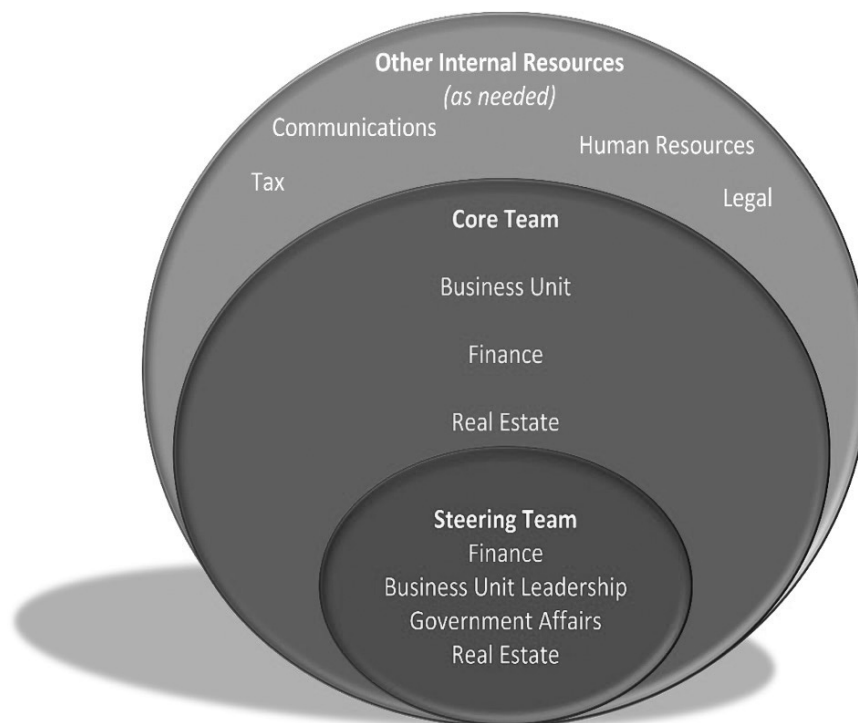 Other Internal Resources
(as needed)
Communications
Human Resources
Tax
Legal
Core Team
Business Unit
Finance
Real Estate
Steering Team
Finance
Business Unit Leadership
Government Affairs
Real Estate